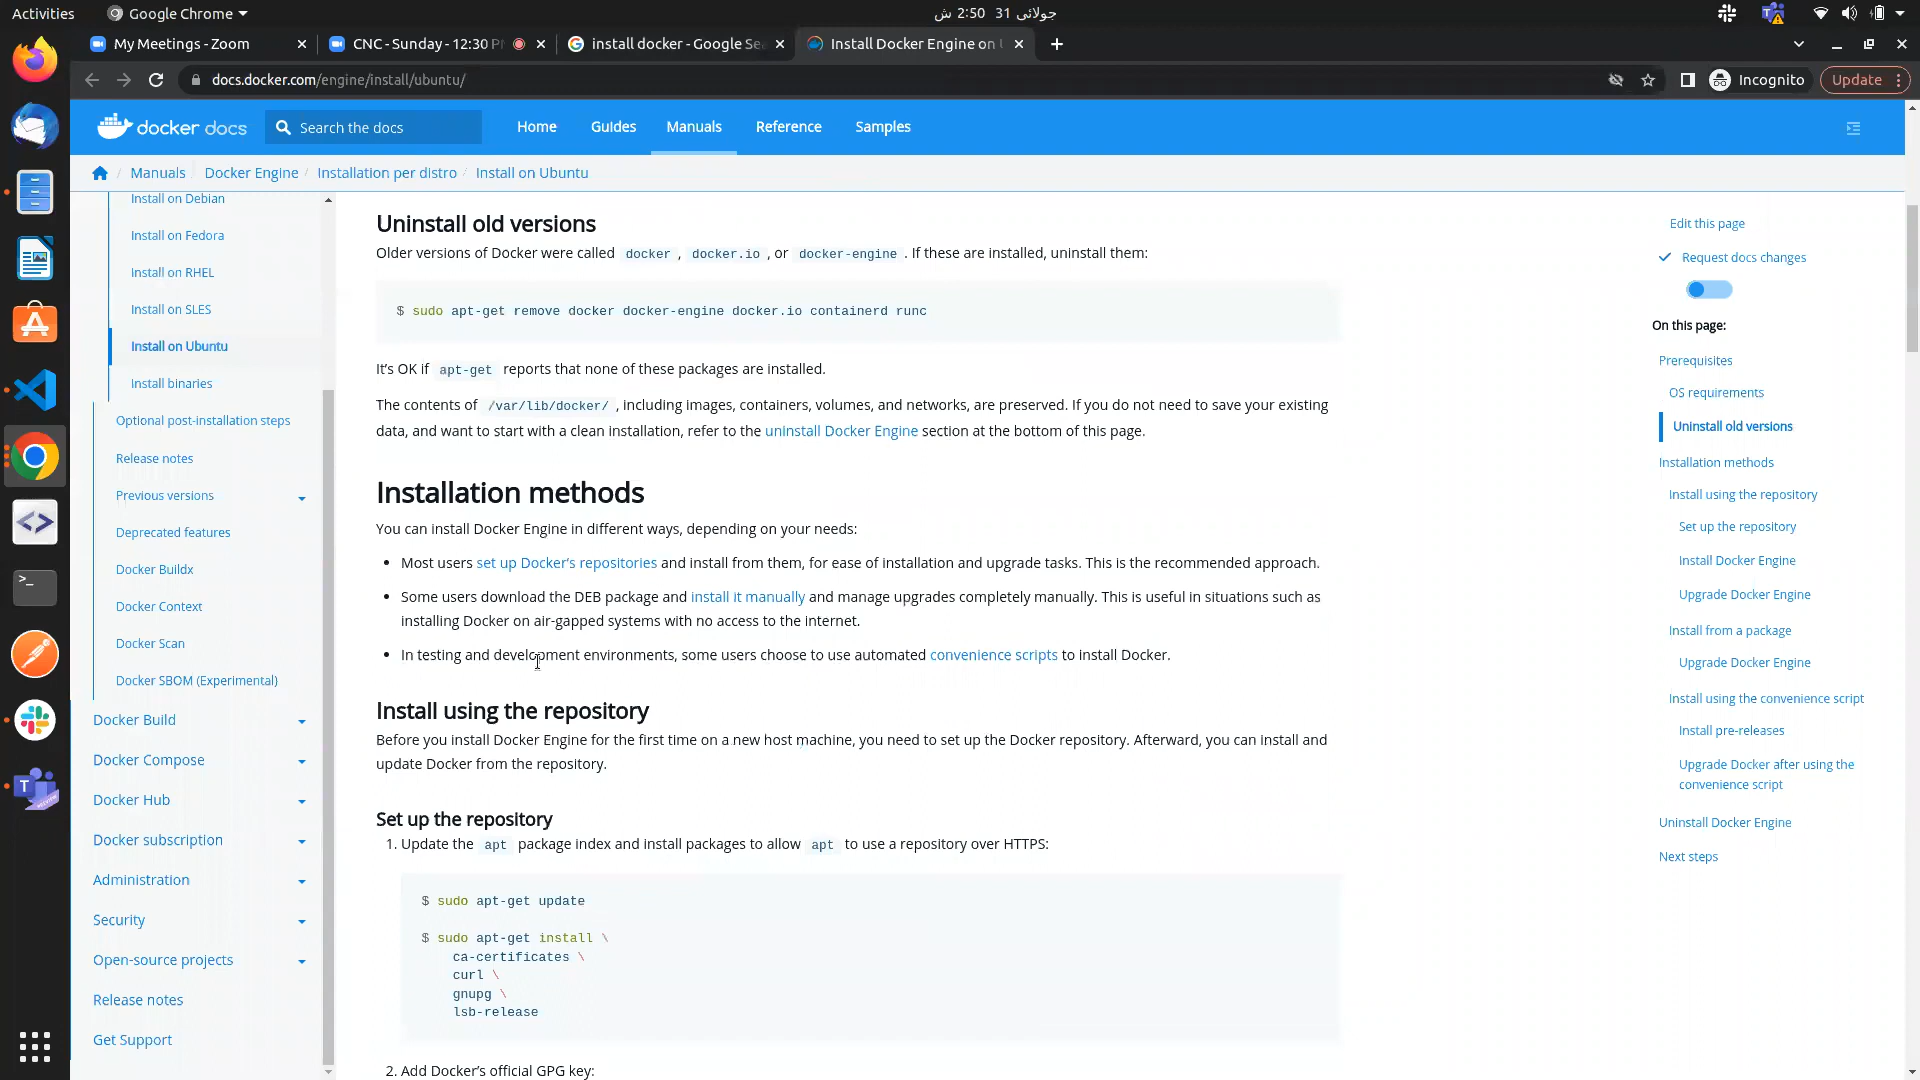 Activities
Google Chrome
جولائی 31 2:50 ش
My Meetings - Zoom
CNC - Sunday - 12:30 P
install docker - Google Se
Install Docker Engine on
docs.docker.com/engine/install/ubuntu/
Incognito
Update
docker docs
Search the docs
Home
Guides
Manuals
Reference
Samples
/ Manuals / Docker Engine / Installation per distro / Install on Ubuntu
Install on Debian
Install on Fedora
Install on RHEL
Install on SLES
Install on Ubuntu
Install binaries
Optional post-installation steps
Release notes
Previous versions
Deprecated features
Docker Buildx
Docker Context
Docker Scan
Docker SBOM (Experimental)
Docker Build
Docker Compose
Docker Hub
Docker subscription
Administration
Security
Open-source projects
Release notes
Get Support
Uninstall old versions
Older versions of Docker were called docker , docker.io , or docker-engine . If these are installed, uninstall them:
$ sudo apt-get remove docker docker-engine docker.io containerd runc
It's OK if apt-get reports that none of these packages are installed.
The contents of /var/lib/docker/ , including images, containers, volumes, and networks, are preserved. If you do not need to save your existing
data, and want to start with a clean installation, refer to the uninstall Docker Engine section at the bottom of this page.
Installation methods
You can install Docker Engine in different ways, depending on your needs:
• Most users set up Docker's repositories and install from them, for ease of installation and upgrade tasks. This is the recommended approach.
• Some users download the DEB package and install it manually and manage upgrades completely manually. This is useful in situations such as
installing Docker on air-gapped systems with no access to the internet.
• In testing and development environments, some users choose to use automated convenience scripts to install Docker.
Install using the repository
Before you install Docker Engine for the first time on a new host machine, you need to set up the Docker repository. Afterward, you can install and
update Docker from the repository.
Set up the repository
1. Update the apt package index and install packages to allow apt to use a repository over HTTPS:
$ sudo apt-get update
$ sudo apt-get install \
ca-certificates \
curl \
gnupg \
lsb-release
2. Add Docker's official GPG key:
Edit this page
Request docs changes
On this page:
Prerequisites
OS requirements
Uninstall old versions
Installation methods
Install using the repository
Set up the repository
Install Docker Engine
Upgrade Docker Engine
Install from a package
Upgrade Docker Engine
Install using the convenience script
Install pre-releases
Upgrade Docker after using the
convenience script
Uninstall Docker Engine
Next steps